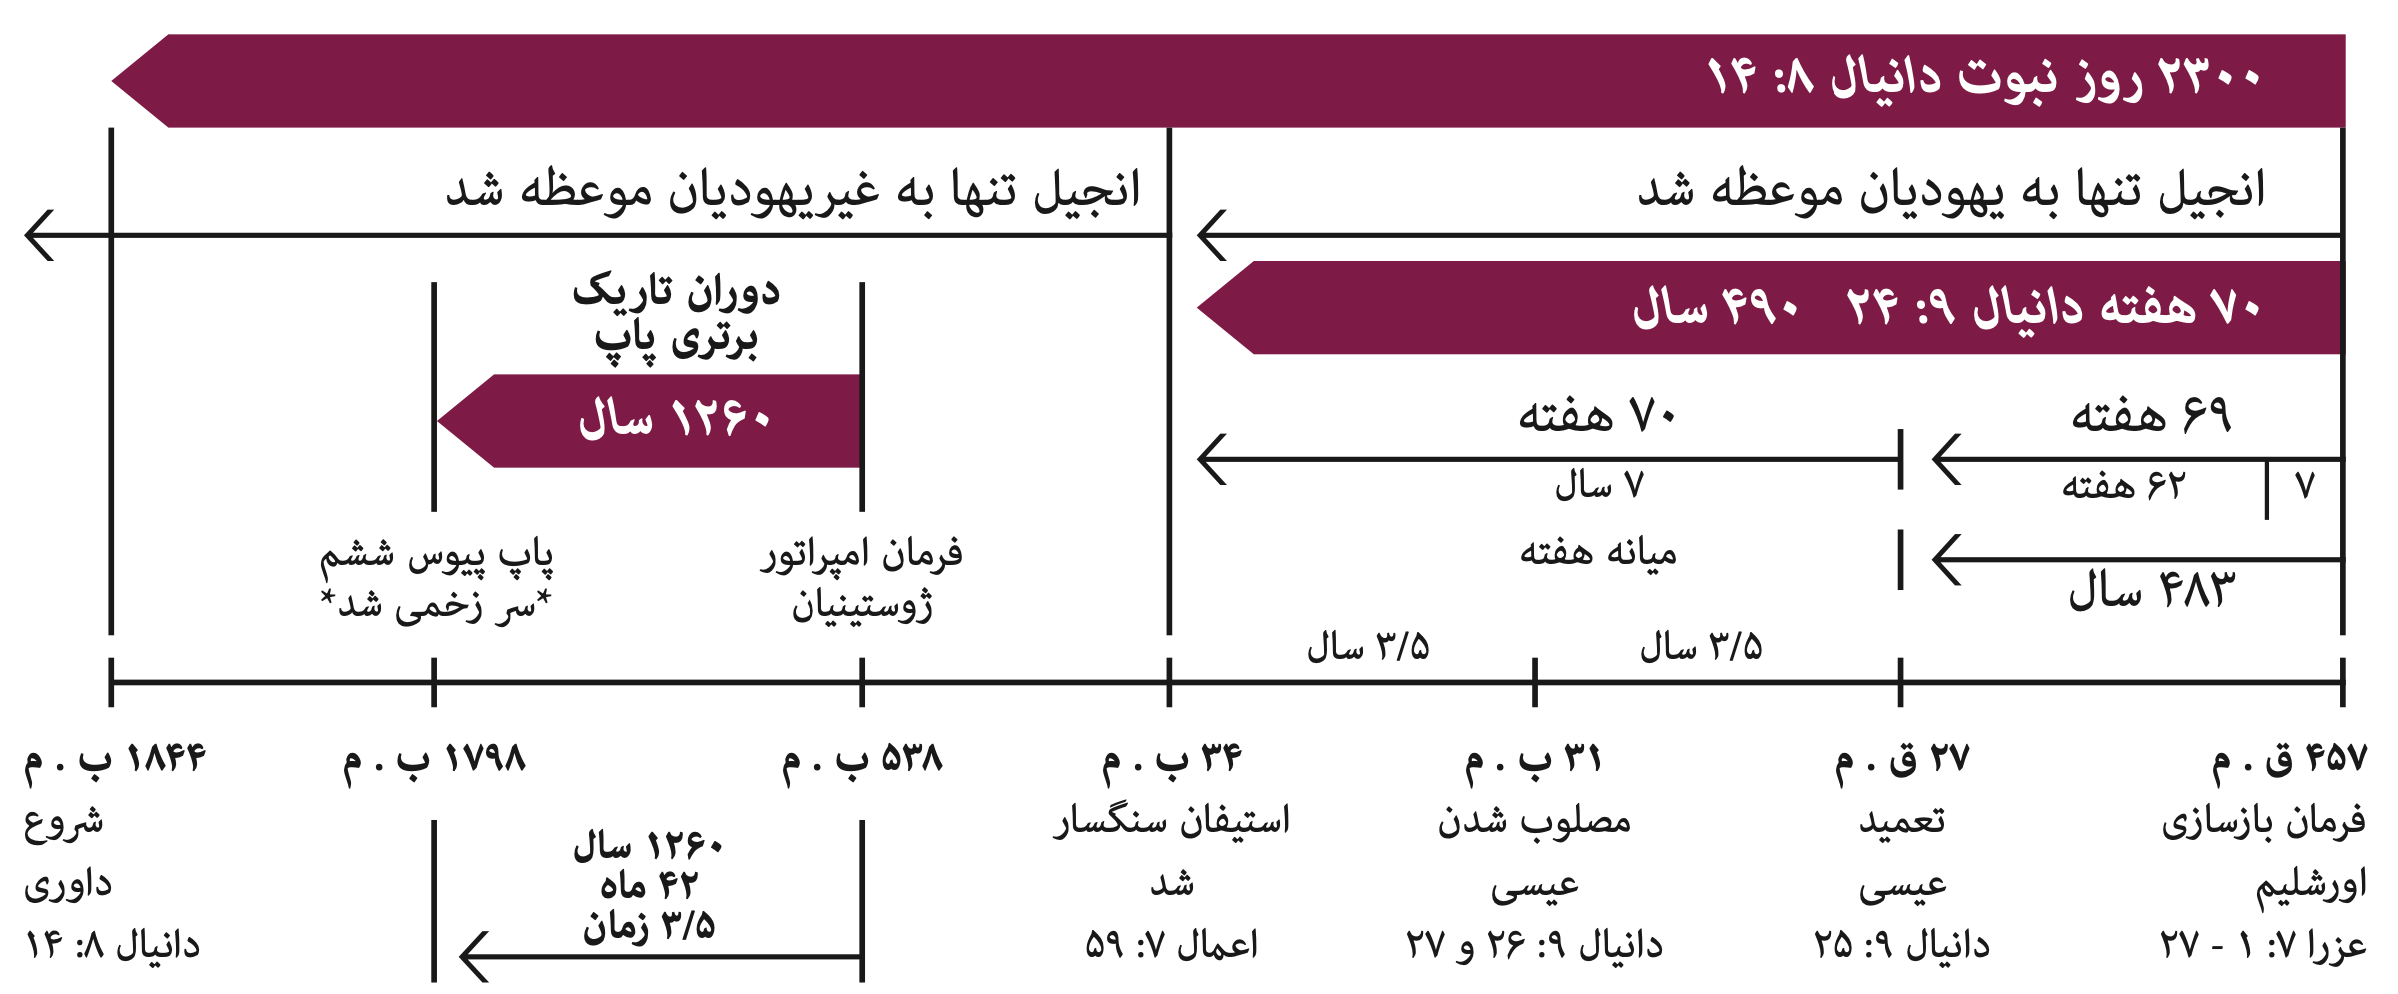 ۲۳۰۰ روز نبوت دانیال ۸: ۱۴
انجیل تنها به یهودیان موعظه شد
انجیل تنها به غیریهودیان موعظه شد
۷۰ هفته دانیال ۹: ۲۴   ۴۹۰ سال
دوران تاریک
برتری پاپ
۱۲۶۰ سال
۶۹ هفته
۷۰ هفته
۷
۶۲ هفته
۷ سال
۴۸۳ سال
میانه هفته
فرمان امپراتور
ژوستینیان
پاپ پیوس ششم
*سر زخمی شد*
۳/۵ سال
۳/۵ سال
۴۵۷ ق . م
فرمان بازسازی
اورشلیم
عزرا ۷: ۱ - ۲۷
۲۷ ق . م
تعمید
عیسی
دانیال ۹: ۲۵
۳۱ ب . م
مصلوب شدن
عیسی
دانیال ۹: ۲۶ و ۲۷
۳۴ ب . م
استیفان سنگسار
شد
اعمال ۷: ۵۹
۵۳۸ ب . م
۱۲۶۰ سال
۴۲ ماه
۳/۵ زمان
۱۷۹۸ ب . م
۱۸۴۴ ب . م
شروع
داوری
دانیال ۸: ۱۴